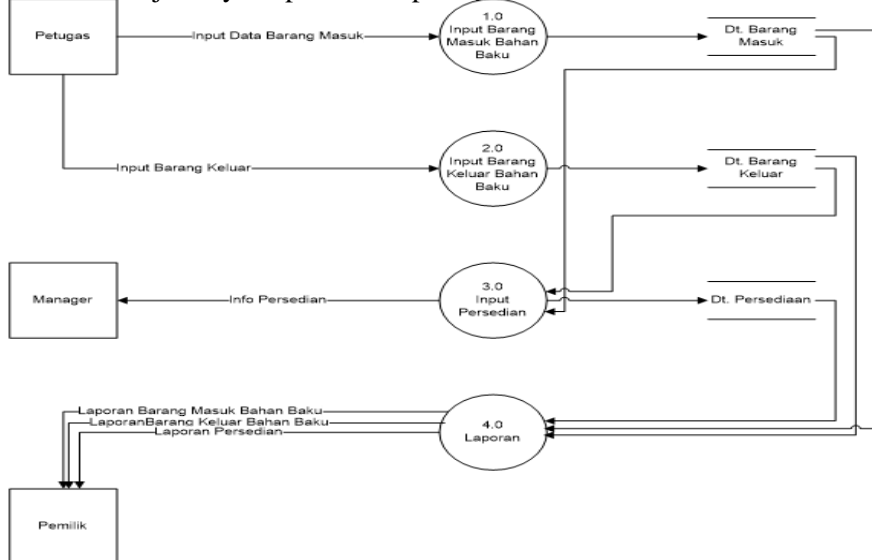 Petugas
Input Data Barang Masuk
1.0
Input Barang
Masuk Bahan
Baku
Dt. Barang
Masuk
Input Barang Keluar
2.0
Input Barang
Keluar Bahan
Baku
Dt. Barang
Keluar
Manager
Info Persedian
3.0
Input
Persedian
Dt. Persediaan
Laporan Barang Masuk Bahan Baku
LaporanBarang Keluar Bahan Baku
Laporan Persedian
4.0
Laporan
Pemilik